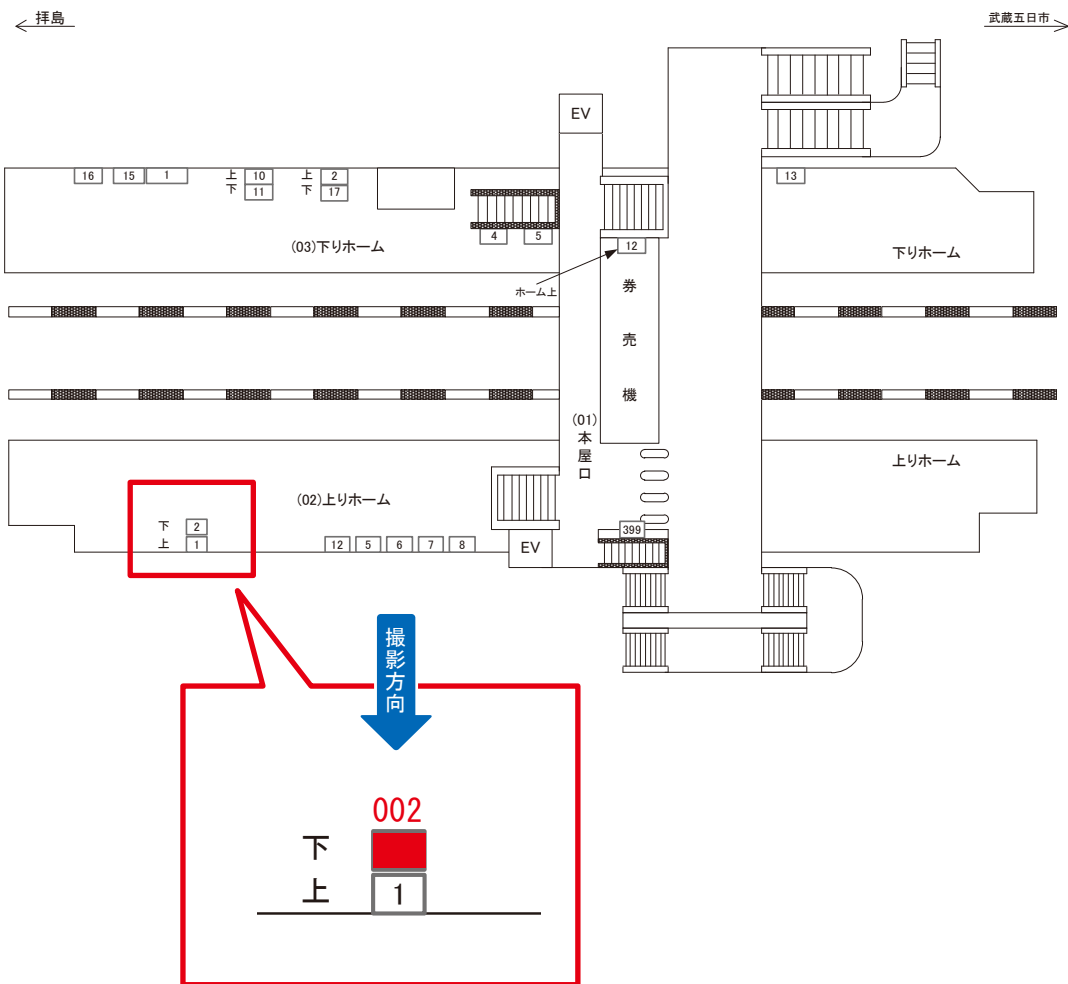 拝島
武蔵五日市
EV
16
15
1
上 10
下 11
上 2
下 17
13
4
5
12
(03)下りホーム
下りホーム
ホーム上
券売機
(01)本屋口
上りホーム
(02)上りホーム
下 2
上 1
12
5
6
7
8
EV
399
撮影方向
002
下
上 1